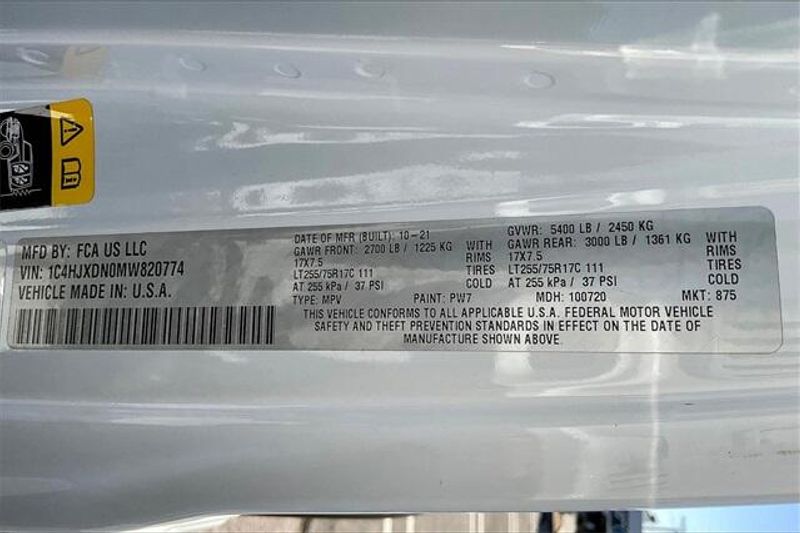 MFD BY: FCA US LLC
VIN: 1C4HJXDN0MW820774
VEHICLE MADE IN: U.S.A.
DATE OF MFR (BUILT): 10-21 GVWR: 5400 LB / 2450 KG
GAWR FRONT: 2700 LB / 1225 KG WITH GAWR REAR: 3000 LB / 1361 KG WITH
17X7.5 RIMS 17X7.5 RIMS
LT255/75R17C 111 TIRES LT255/75R17C 111 TIRES
AT 255 kPa / 37 PSI COLD AT 255 kPa / 37 PSI COLD
TYPE: MPV PAINT: PW7 MDH: 100720 MKT: 875
THIS VEHICLE CONFORMS TO ALL APPLICABLE U.S.A. FEDERAL MOTOR VEHICLE
SAFETY AND THEFT PREVENTION STANDARDS IN EFFECT ON THE DATE OF
MANUFACTURE SHOWN ABOVE.